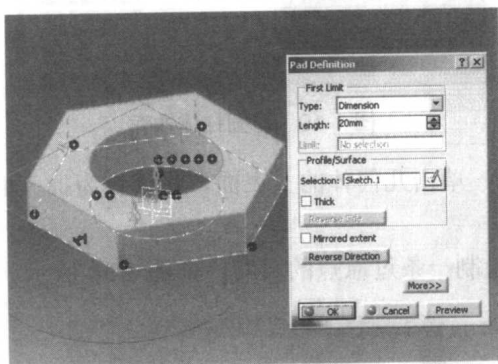 Pad Definition
? X
First Limit
Type: Dimension
Length: 20mm
Limit: No selection
Profile/Surface
Selection: Sketch.1
Thick
Reverse Side
Mirrored extent
Reverse Direction
More>>
OK Cancel Preview